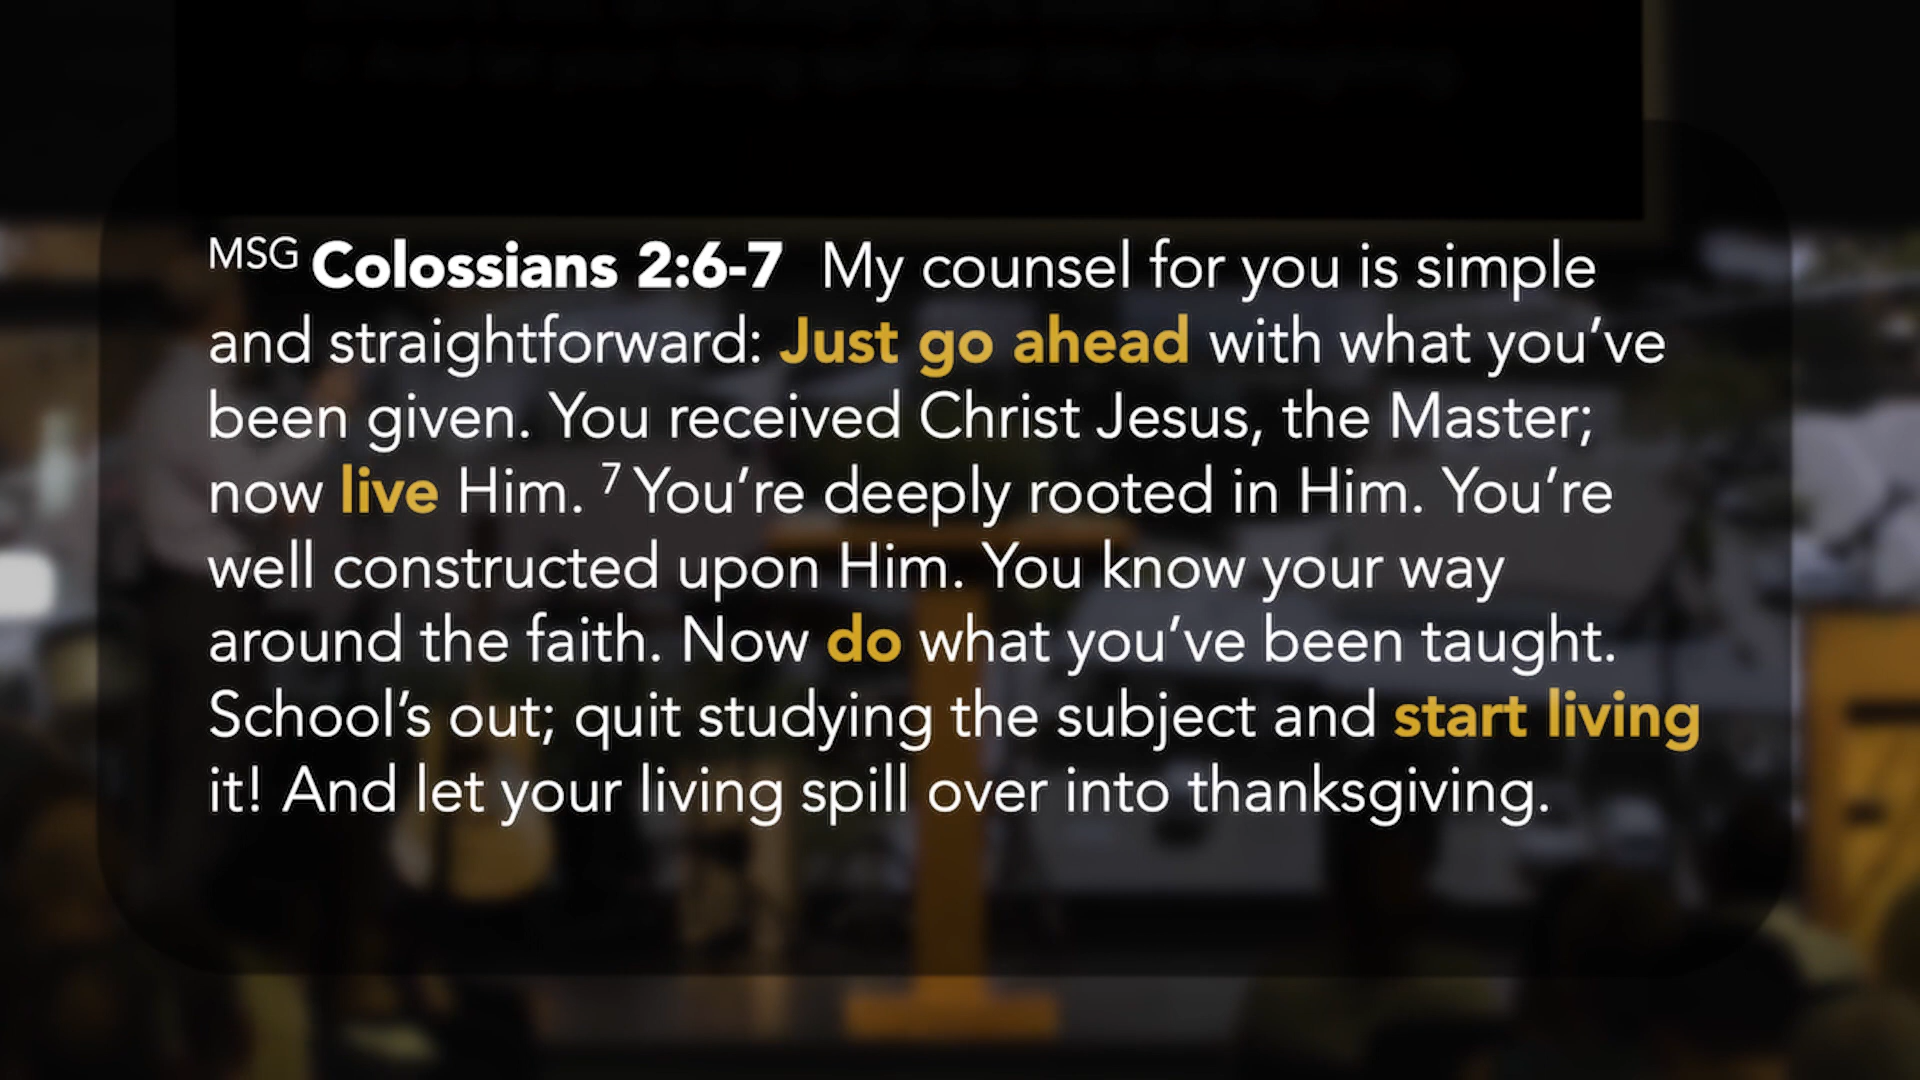 MSG Colossians 2:6-7 My counsel for you is simple
and straightforward: Just go ahead with what you’ve
been given. You received Christ Jesus, the Master;
now live Him. 7 You’re deeply rooted in Him. You’re
well constructed upon Him. You know your way
around the faith. Now do what you’ve been taught.
School’s out; quit studying the subject and start living
it! And let your living spill over into thanksgiving.